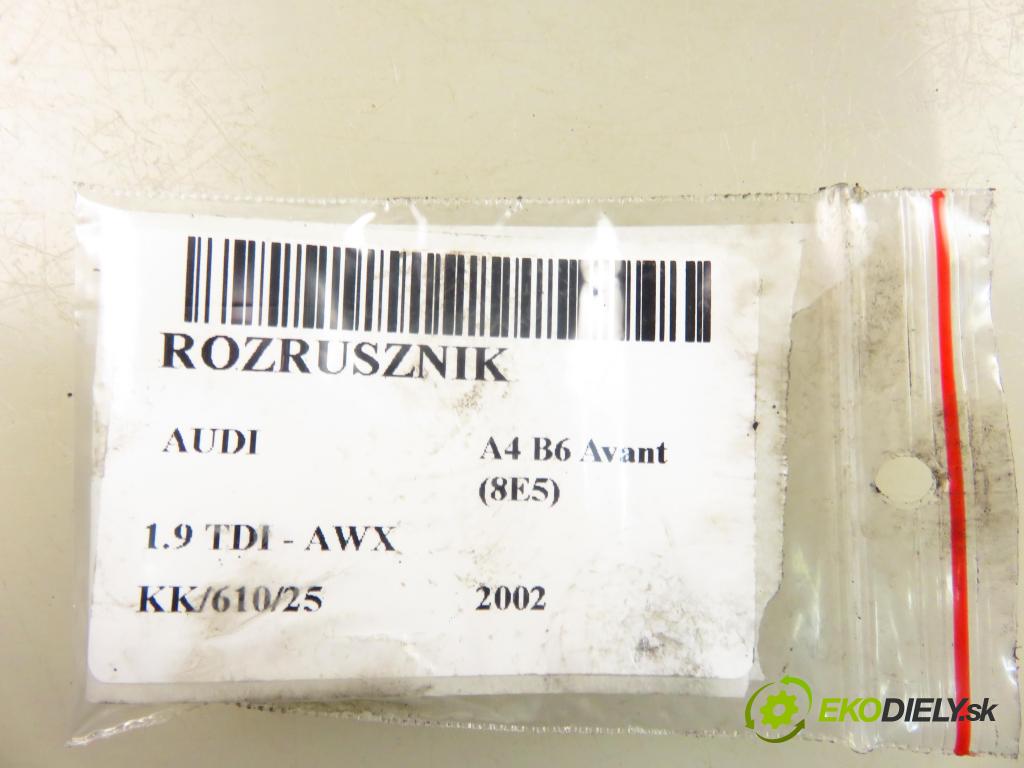 ROZRUSZNIK
AUDI A4 B6 Avant
(8E5)
1.9 TDI - AWX
KK/610/25 2002
EKODIELY.sk